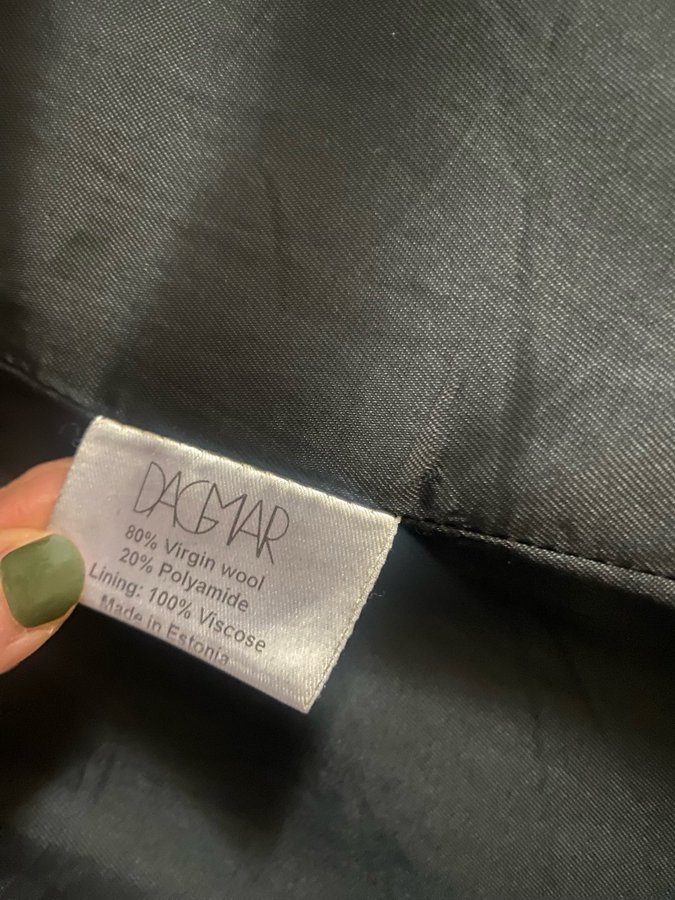 DAGMAR
80% Virgin wool
20% Polyamide
Lining: 100% Viscose
Made in Estonia